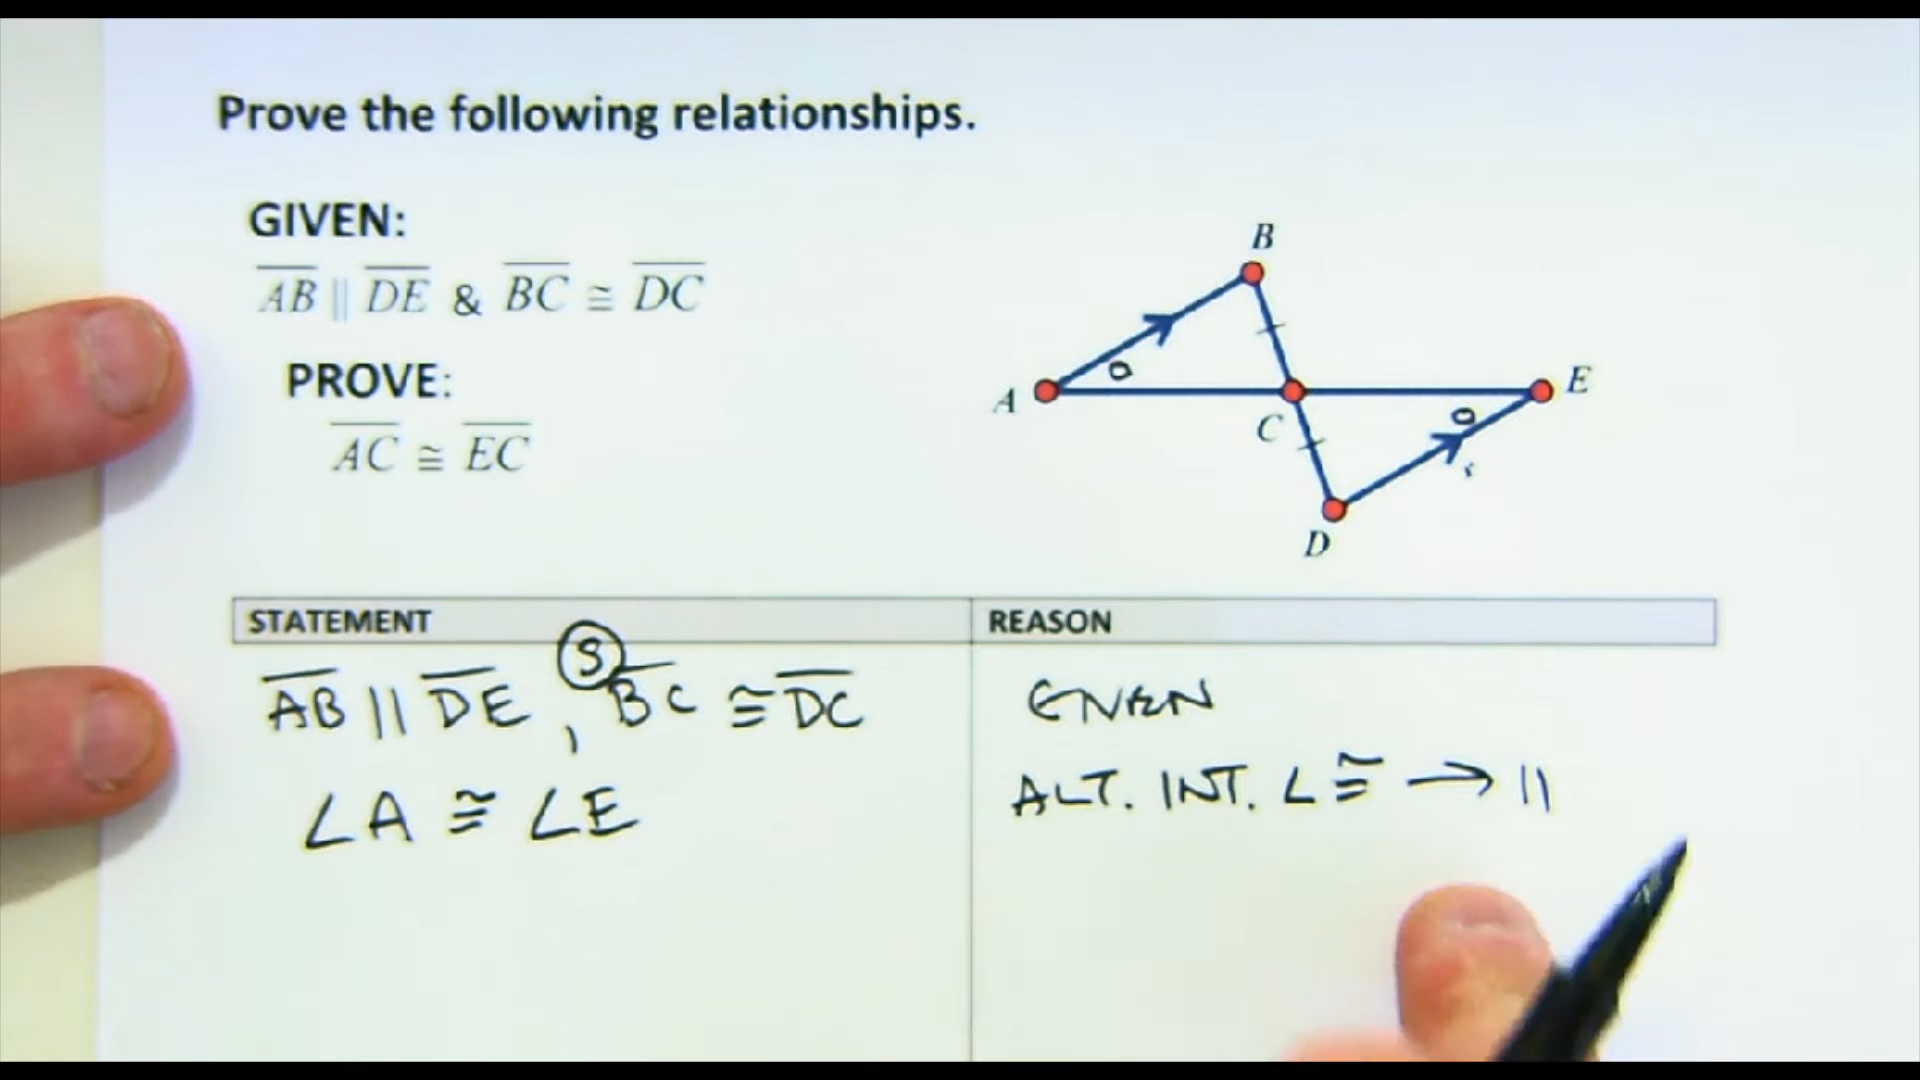 Prove the following relationships.
GIVEN:
AB || DE & BC ≅ DC
PROVE:
AC ≅ EC
B
A
C
E
D
STATEMENT
REASON
S
AB || DE , BC ≅ DC
GIVEN
∠A ≅ ∠E
ALT. INT. ∠ ≅ → ||